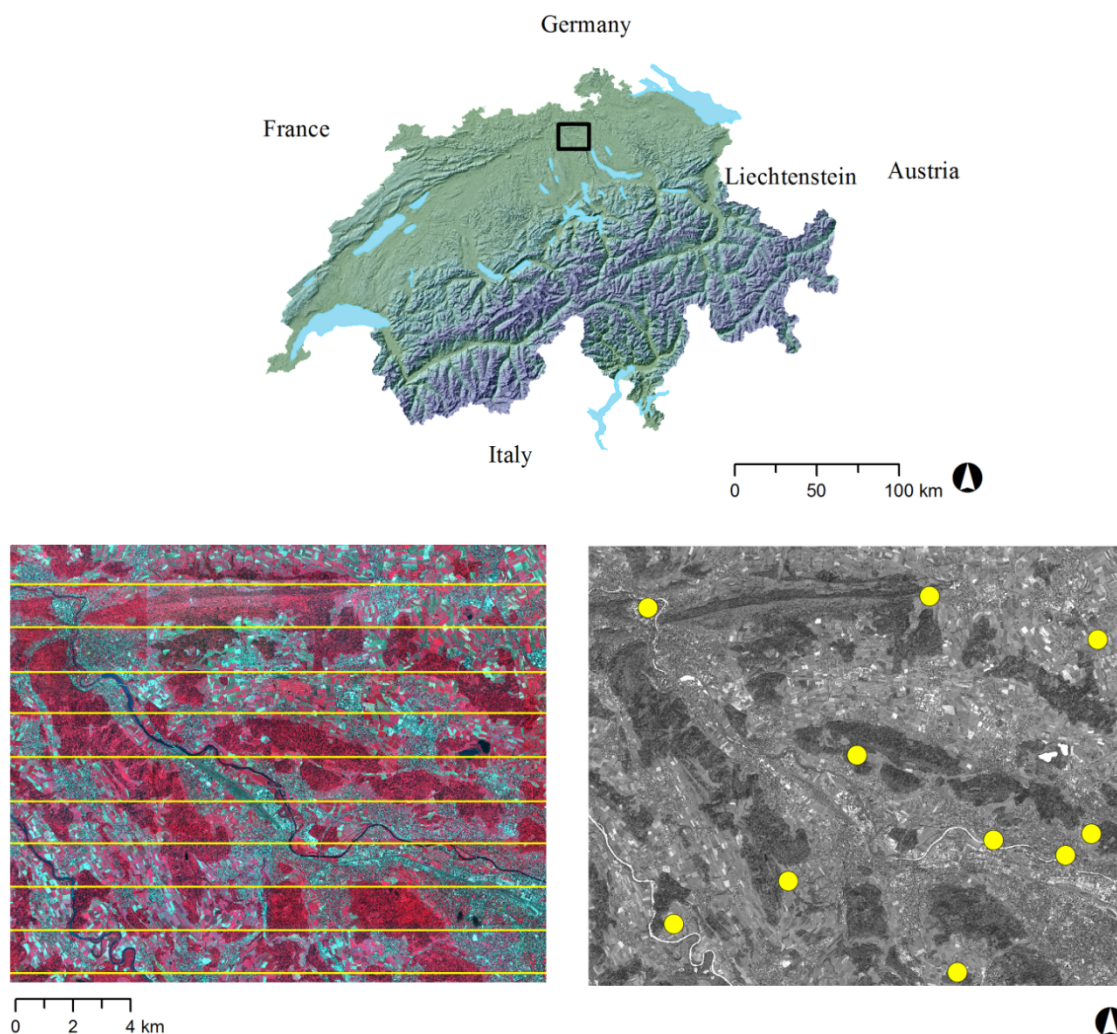 Germany
France
Liechtenstein
Austria
Italy
0 50 100 km
0 2 4 km